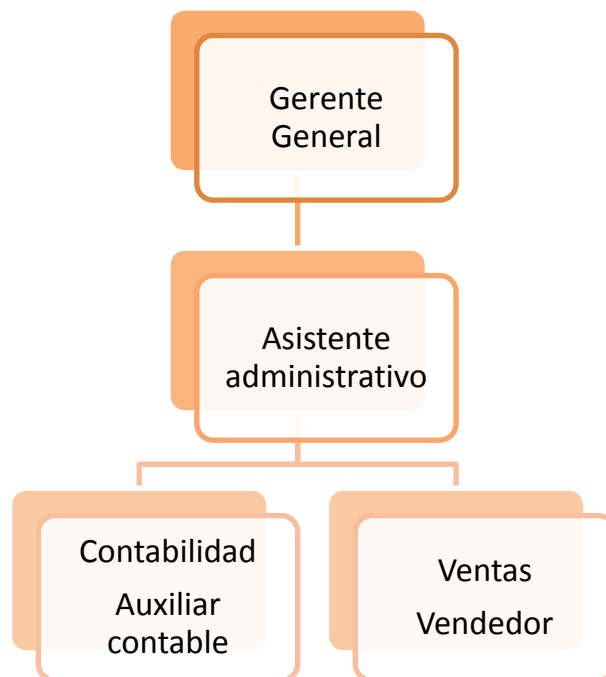 Gerente
General
Asistente
administrativo
Contabilidad
Auxiliar
contable
Ventas
Vendedor